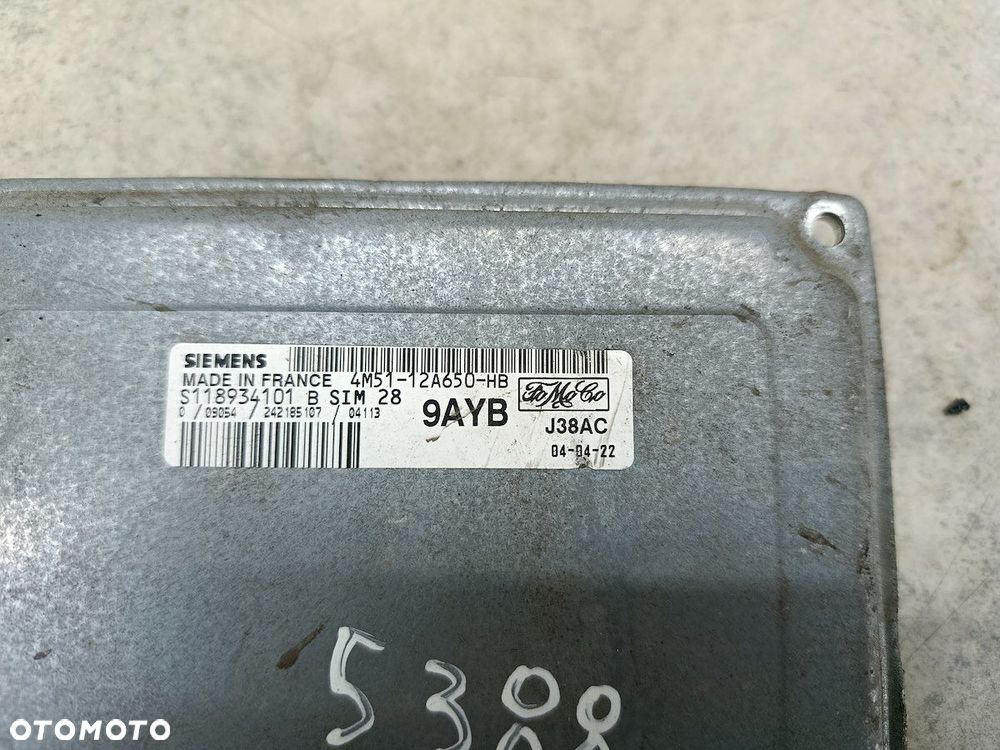 SIEMENS
MADE IN FRANCE 4M51-12A650-HB
S118934101 B SIM 28
0 / 09054 / 242185107 / 04113
9AYB
FoMoCo
J38AC
04-04-22
5308
OTOMOTO